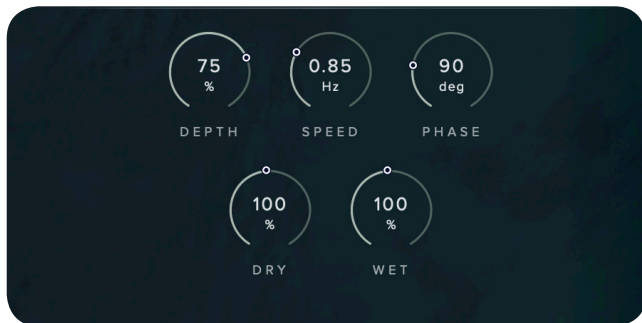 75 0.85 90
% Hz deg
DEPTH SPEED PHASE
100 100
% %
DRY WET